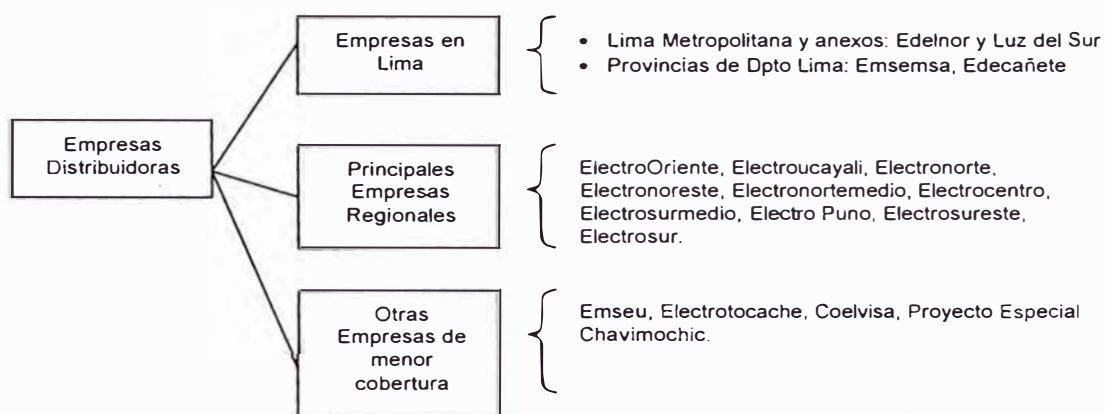 Empresas
Distribuidoras
Empresas en
Lima
• Lima Metropolitana y anexos: Edelnor y Luz del Sur
• Provincias de Dpto Lima: Emsemsa, Edecañete
Principales
Empresas
Regionales
ElectroOriente, Electroucayali, Electronorte,
Electronoreste, Electronortemedio, Electrocentro,
Electrosurmedio, Electro Puno, Electrosureste,
Electrosur.
Otras
Empresas de
menor
cobertura
Emseu, Electrotocache, Coelvisa, Proyecto Especial
Chavimochic.